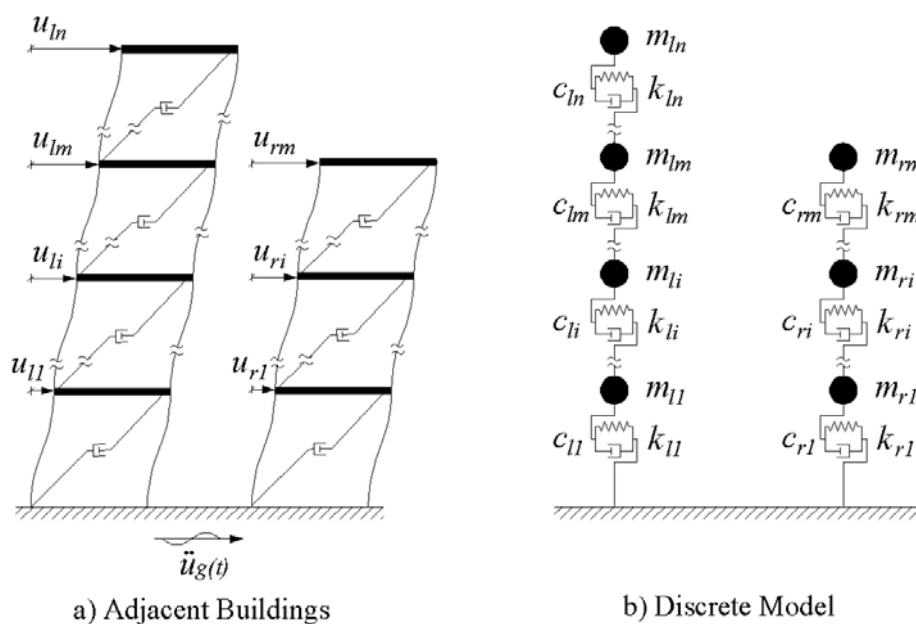 u_ln
u_lm
u_rm
u_li
u_ri
u_l1
u_r1
ü_g(t)
a) Adjacent Buildings
m_ln
c_ln
k_ln
m_lm
c_lm
k_lm
m_rm
c_rm
k_rm
m_li
c_li
k_li
m_ri
c_ri
k_ri
m_l1
c_l1
k_l1
m_r1
c_r1
k_r1
b) Discrete Model